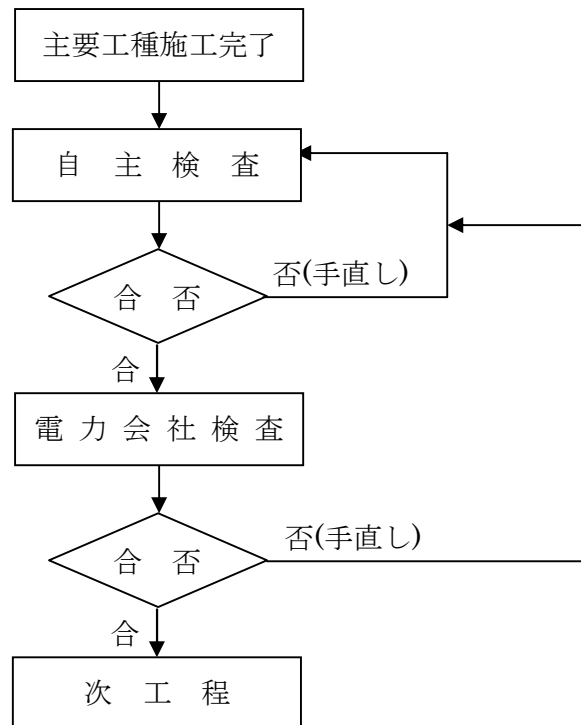 主要工種施工完了
自主検査
合否
否(手直し)
合
電力会社検査
合否
否(手直し)
合
次工程